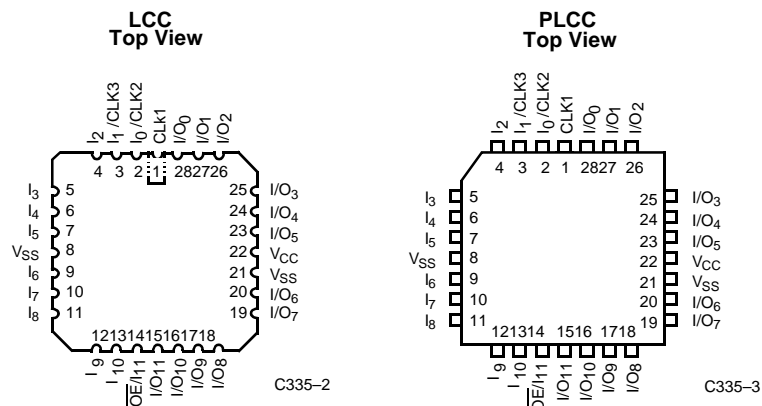 LCC
Top View
I2
I1/CLK3
I0/CLK2
CLK1
I/O0
I/O1
I/O2
4 3 2 1 28 27 26
I3 5
I4 6
I5 7
VSS 8
I6 9
I7 10
I8 11
25 I/O3
24 I/O4
23 I/O5
22 VCC
21 VSS
20 I/O6
19 I/O7
12 13 14 15 16 17 18
I9
I10
OE/I11
I/O11
I/O10
I/O9
I/O8
C335–2
PLCC
Top View
I2
I1/CLK3
I0/CLK2
CLK1
I/O0
I/O1
I/O2
4 3 2 1 28 27 26
I3 5
I4 6
I5 7
VSS 8
I6 9
I7 10
I8 11
25 I/O3
24 I/O4
23 I/O5
22 VCC
21 VSS
20 I/O6
19 I/O7
12 13 14 15 16 17 18
I9
I10
OE/I11
I/O11
I/O10
I/O9
I/O8
C335–3